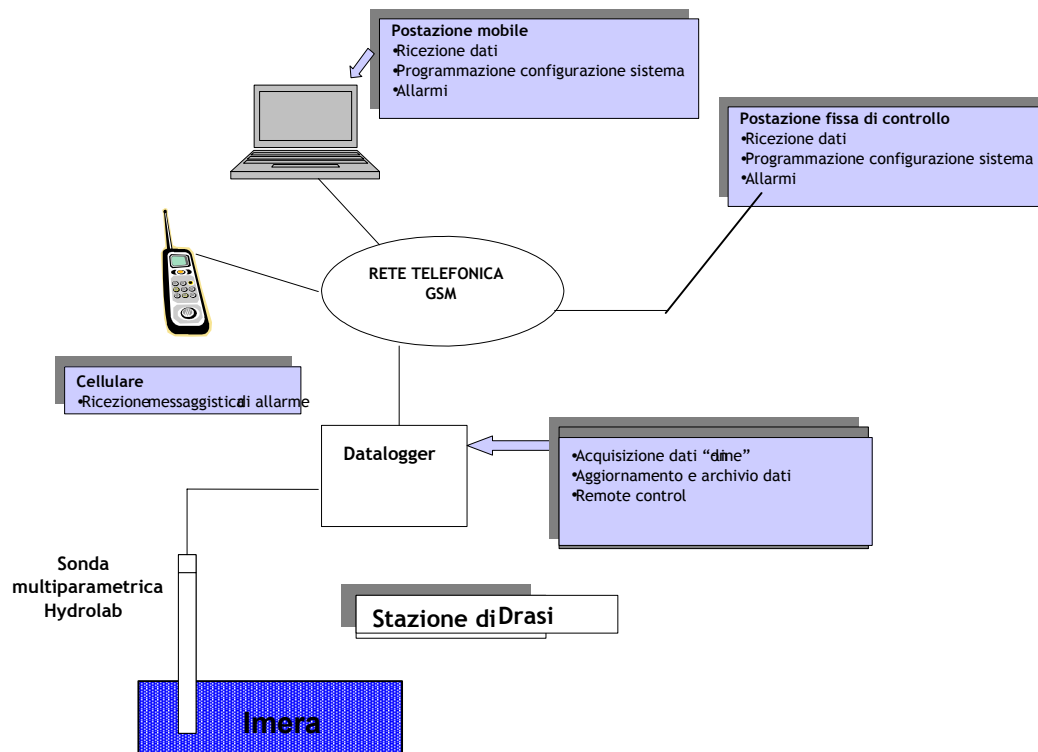 Postazione mobile
•Ricezione dati
•Programmazione configurazione sistema
•Allarmi
Postazione fissa di controllo
•Ricezione dati
•Programmazione configurazione sistema
•Allarmi
RETE TELEFONICA
GSM
Cellulare
•Ricezione messaggistica di allarme
Datalogger
•Acquisizione dati
•Aggiornamento e archivio dati
•Remote control
Sonda
multiparametrica
Hydrolab
Stazione di Drasi
Imera